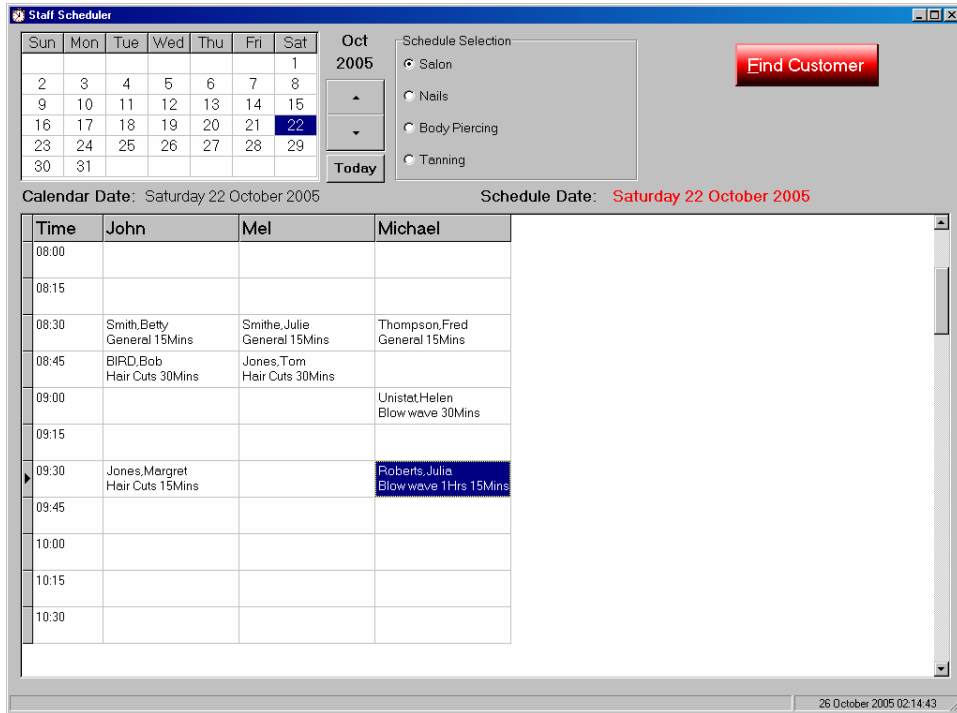 Staff Scheduler
Sun Mon Tue Wed Thu Fri Sat
1
2 3 4 5 6 7 8
9 10 11 12 13 14 15
16 17 18 19 20 21 22
23 24 25 26 27 28 29
30 31
Oct
2005
Today
Schedule Selection
Salon
Nails
Body Piercing
Tanning
Find Customer
Calendar Date: Saturday 22 October 2005
Schedule Date: Saturday 22 October 2005
Time John Mel Michael
08:00
08:15
08:30 Smith,Betty Smithe,Julie Thompson,Fred
General 15Mins General 15Mins General 15Mins
08:45 BIRD,Bob Jones,Tom
Hair Cuts 30Mins Hair Cuts 30Mins
09:00 Unistat,Helen
Blow wave 30Mins
09:15
09:30 Jones,Margret Roberts,Julia
Hair Cuts 15Mins Blow wave 1Hrs 15Mins
09:45
10:00
10:15
10:30
26 October 2005 02:14:43